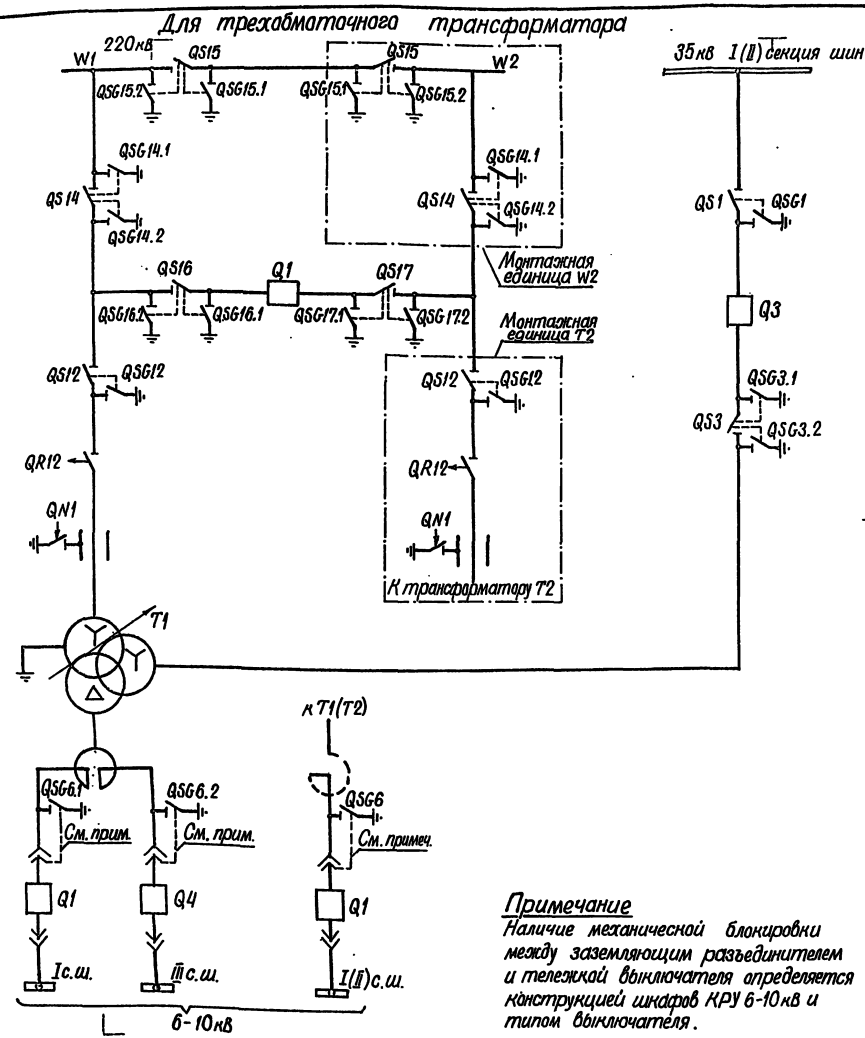 Для трехобмоточного трансформатора
220кв
W1
QS15
QS15
W2
35кв I(II) секция шин
QSG15.2
QSG15.1
QSG15.1
QSG15.2
QSG14.1
QSG14.1
QS14
QS14
QSG14.2
QSG14.2
QS1
QSG1
Монтажная
единица W2
QS16
Q1
QS17
QSG16.2
QSG16.1
QSG17.1
QSG17.2
Q3
Монтажная
единица T2
QS12
QSG12
QS12
QSG12
QSG3.1
QS3
QSG3.2
QR12
QR12
QN1
QN1
К трансформатору T2
T1
к T1(T2)
QSG6.1
QSG6.2
QSG6
См. прим.
См. прим.
См. примеч.
Q1
Q4
Q1
I с.ш.
III с.ш.
I(II) с.ш.
6-10кВ
Примечание
Наличие механической блокировки
между заземляющим разъединителем
и тележкой выключателя определяется
конструкцией шкафов КРУ 6-10кв и
типом выключателя.